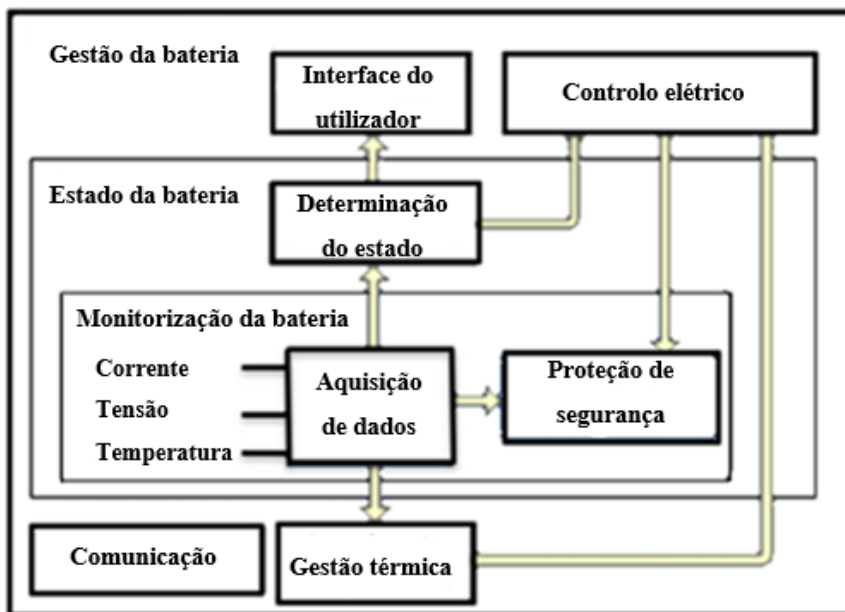 Gestão da bateria
Interface do
utilizador
Controlo elétrico
Estado da bateria
Determinação
do estado
Monitorização da bateria
Corrente
Tensão
Temperatura
Aquisição
de dados
Proteção de
segurança
Comunicação
Gestão térmica